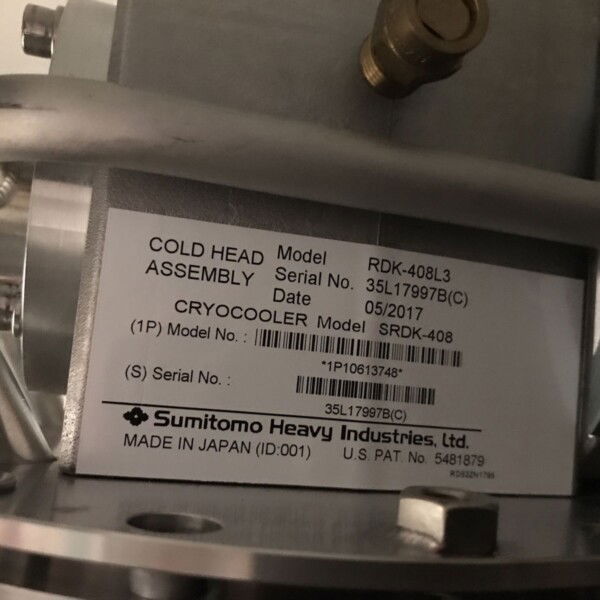 COLD HEAD ASSEMBLY
Model RDK-408L3
Serial No. 35L17997B(C)
Date 05/2017
CRYOCOOLER Model SRDK-408
(1P) Model No. :
*1P10613748*
(S) Serial No. :
35L17997B(C)
Sumitomo Heavy Industries, Ltd.
MADE IN JAPAN (ID:001) U.S. PAT. No. 5481879